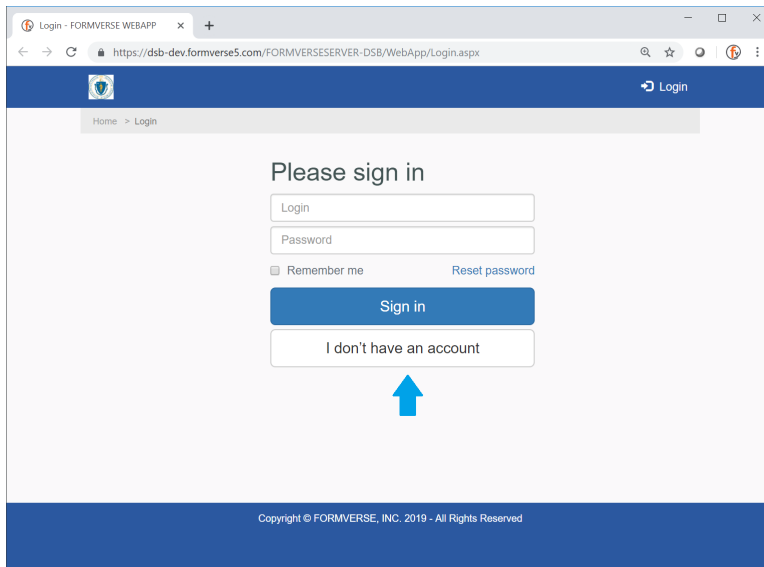 Login - FORMVERSE WEBAPP
https://dsb-dev.formverse5.com/FORMVERSESERVER-DSB/WebApp/Login.aspx
Login
Home > Login
Please sign in
Login
Password
Remember me Reset password
Sign in
I don't have an account
Copyright © FORMVERSE, INC. 2019 - All Rights Reserved